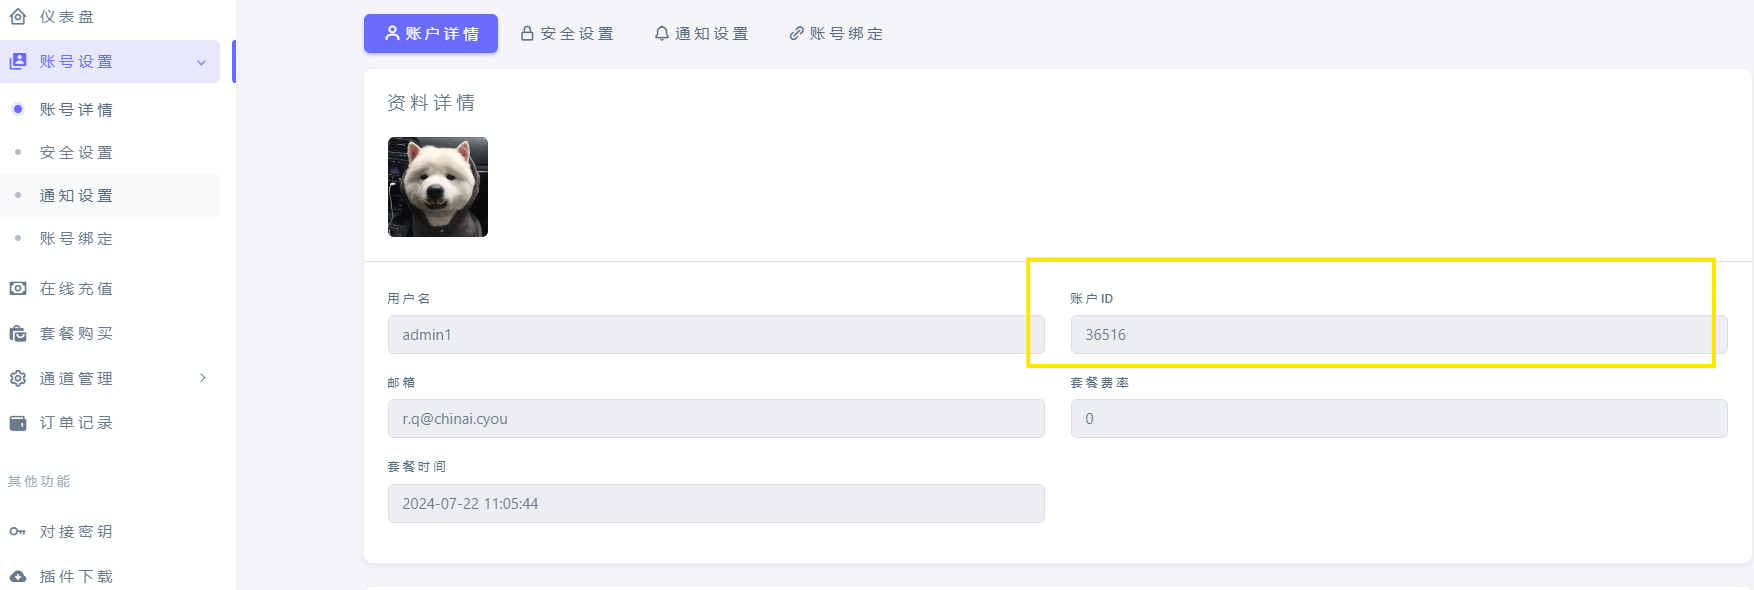 仪表盘
账号设置
账号详情
安全设置
通知设置
账号绑定
在线充值
套餐购买
通道管理
订单记录
其他功能
对接密钥
插件下载
账户详情
安全设置
通知设置
账号绑定
资料详情
用户名
admin1
账户ID
36516
邮箱
r.q@chinai.cyou
套餐费率
0
套餐时间
2024-07-22 11:05:44